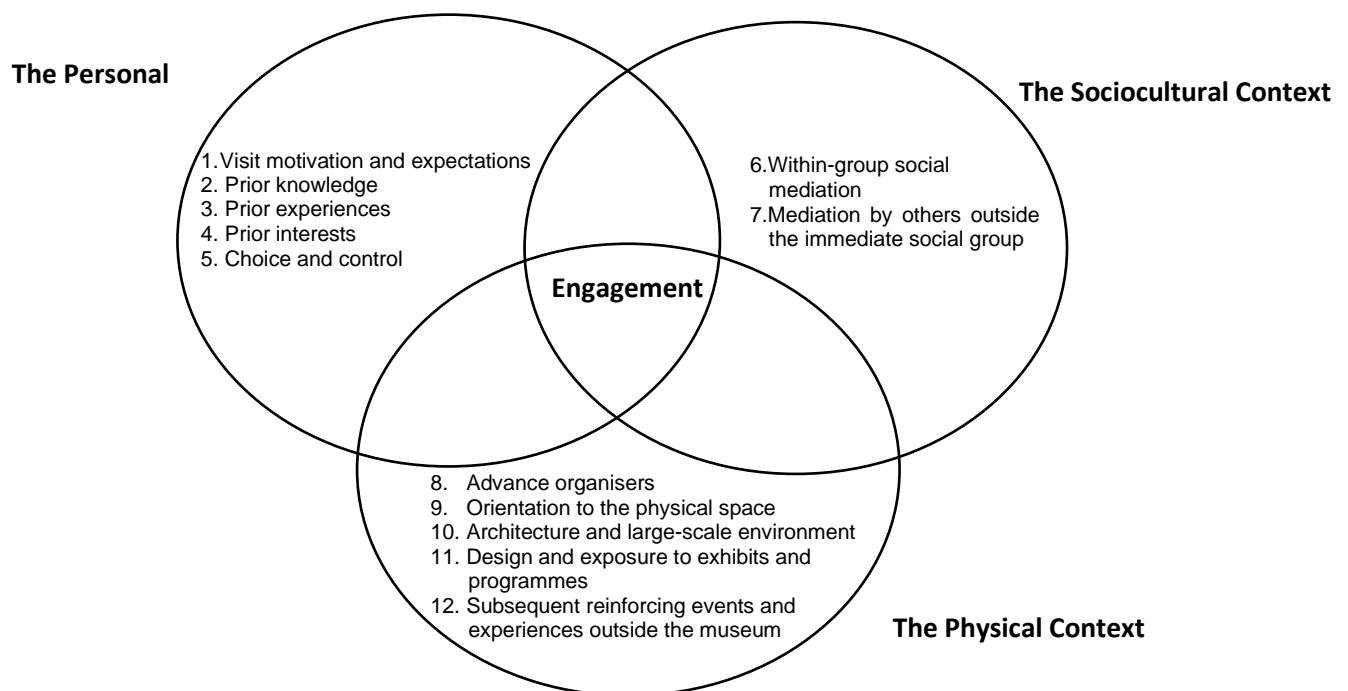 The Personal
The Sociocultural Context
1.Visit motivation and expectations
2. Prior knowledge
3. Prior experiences
4. Prior interests
5. Choice and control
6.Within-group social
mediation
7.Mediation by others outside
the immediate social group
Engagement
8. Advance organisers
9. Orientation to the physical space
10. Architecture and large-scale environment
11. Design and exposure to exhibits and
programmes
12. Subsequent reinforcing events and
experiences outside the museum
The Physical Context